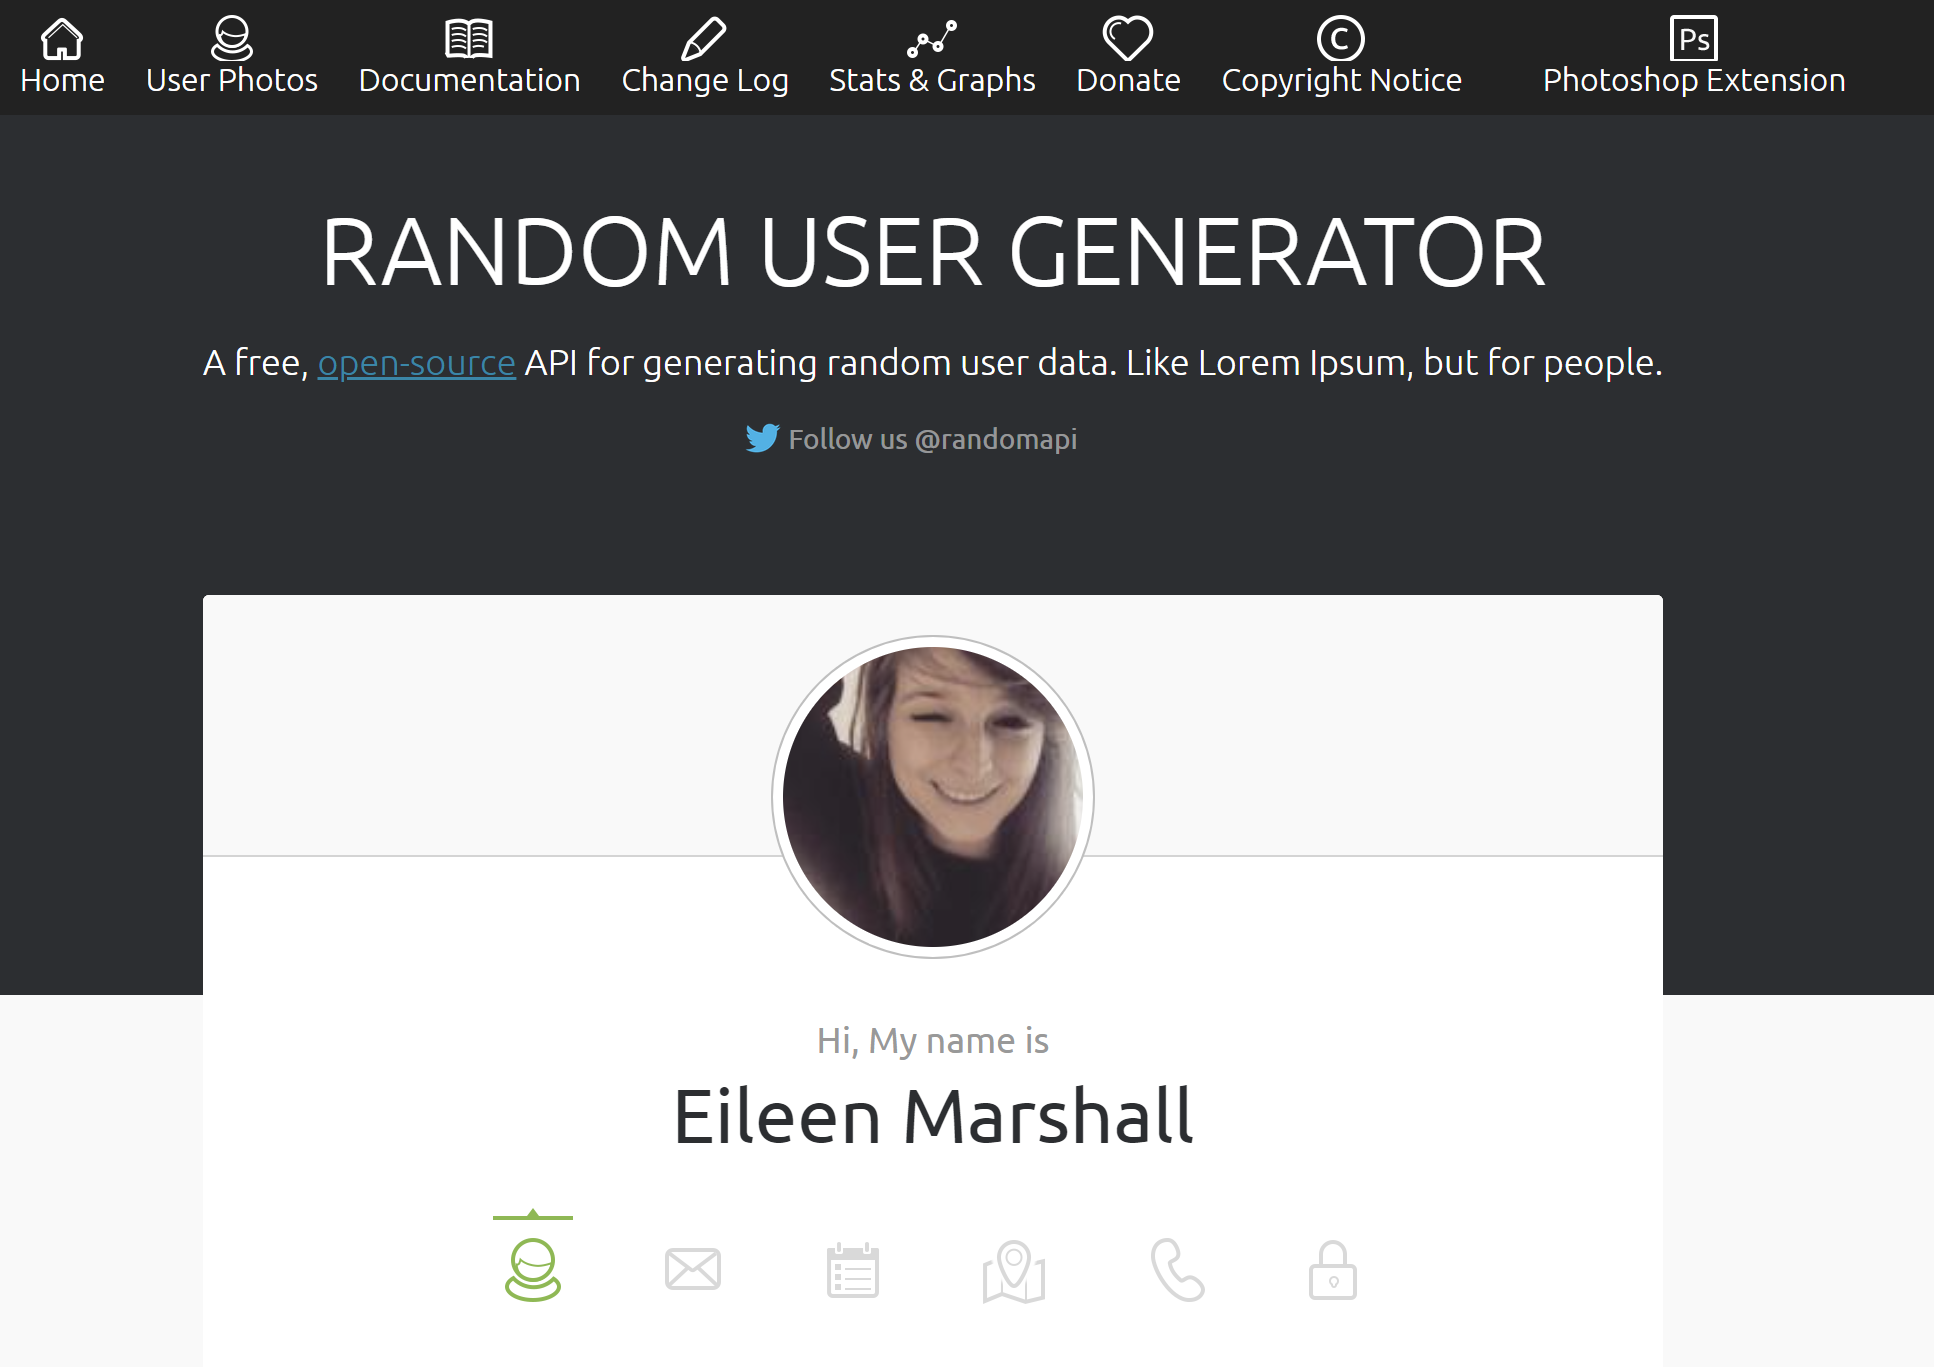 Home
User Photos
Documentation
Change Log
Stats & Graphs
Donate
Copyright Notice
Ps
Photoshop Extension
RANDOM USER GENERATOR
A free, open-source API for generating random user data. Like Lorem Ipsum, but for people.
Follow us @randomapi
Hi, My name is
Eileen Marshall